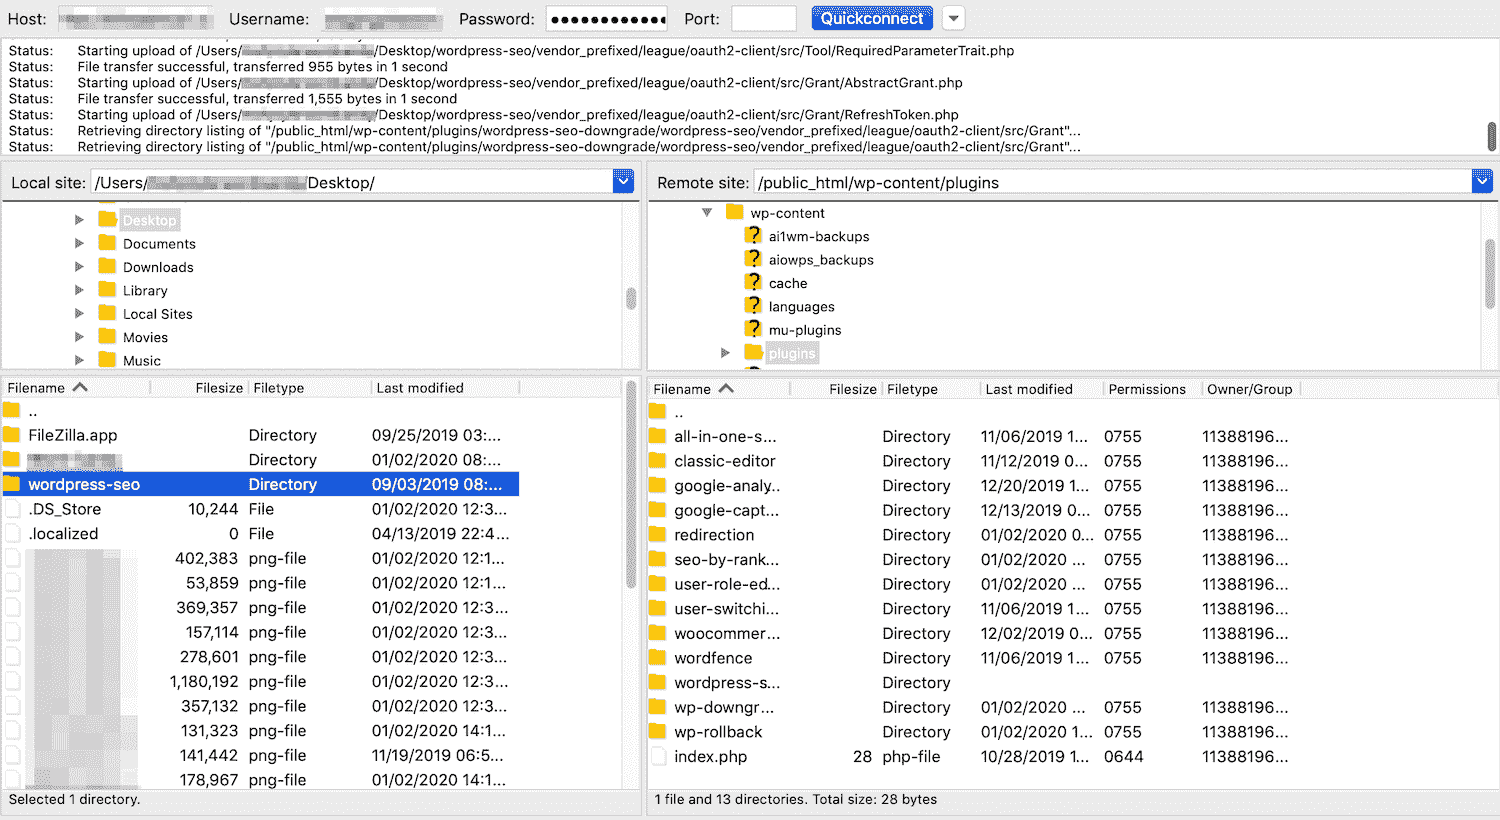 Host: Username: Password: ●●●●●●●●●●●● Port: Quickconnect
Status: Starting upload of /Users/ /Desktop/wordpress-seo/vendor_prefixed/league/oauth2-client/src/Tool/RequiredParameterTrait.php
Status: File transfer successful, transferred 955 bytes in 1 second
Status: Starting upload of /Users/ /Desktop/wordpress-seo/vendor_prefixed/league/oauth2-client/src/Grant/AbstractGrant.php
Status: File transfer successful, transferred 1,555 bytes in 1 second
Status: Starting upload of /Users/ /Desktop/wordpress-seo/vendor_prefixed/league/oauth2-client/src/Grant/RefreshToken.php
Status: Retrieving directory listing of "/public_html/wp-content/plugins/wordpress-seo-downgrade/wordpress-seo/vendor_prefixed/league/oauth2-client/src/Grant"...
Status: Retrieving directory listing of "/public_html/wp-content/plugins/wordpress-seo-downgrade/wordpress-seo/vendor_prefixed/league/oauth2-client/src/Grant"...
Local site: /Users/ /Desktop/
Desktop
Documents
Downloads
Library
Local Sites
Movies
Music
Filename Filesize Filetype Last modified
..
FileZilla.app Directory 09/25/2019 03:...
Directory 01/02/2020 08:...
wordpress-seo Directory 09/03/2019 08:...
.DS_Store 10,244 File 01/02/2020 12:3...
.localized 0 File 04/13/2019 22:4...
402,383 png-file 01/02/2020 12:1...
53,859 png-file 01/02/2020 12:1...
369,357 png-file 01/02/2020 12:3...
157,114 png-file 01/02/2020 12:3...
278,601 png-file 01/02/2020 12:3...
1,180,192 png-file 01/02/2020 12:3...
357,132 png-file 01/02/2020 12:3...
131,323 png-file 01/02/2020 14:1...
141,442 png-file 11/19/2019 06:5...
178,967 png-file 01/02/2020 14:1...
Selected 1 directory.
Remote site: /public_html/wp-content/plugins
wp-content
ai1wm-backups
aiowps_backups
cache
languages
mu-plugins
plugins
Filename Filesize Filetype Last modified Permissions Owner/Group
..
all-in-one-s... Directory 11/06/2019 1... 0755 11388196...
classic-editor Directory 11/12/2019 0... 0755 11388196...
google-analy.. Directory 12/20/2019 1... 0755 11388196...
google-capt... Directory 12/13/2019 0... 0755 11388196...
redirection Directory 01/02/2020 0... 0755 11388196...
seo-by-rank... Directory 01/02/2020 ... 0755 11388196...
user-role-ed... Directory 01/02/2020 ... 0755 11388196...
user-switchi... Directory 11/06/2019 1... 0755 11388196...
woocommer... Directory 12/02/2019 0... 0755 11388196...
wordfence Directory 11/06/2019 1... 0755 11388196...
wordpress-s... Directory
wp-downgr... Directory 01/02/2020 ... 0755 11388196...
wp-rollback Directory 01/02/2020 1... 0755 11388196...
index.php 28 php-file 10/28/2019 1... 0644 11388196...
1 file and 13 directories. Total size: 28 bytes